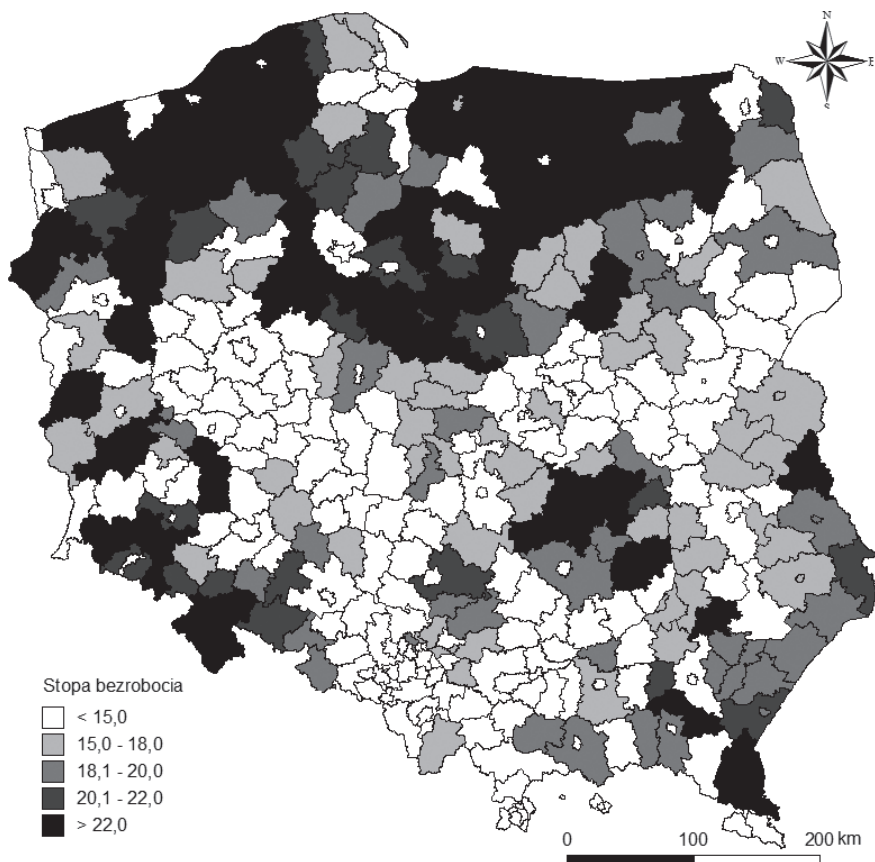 N
W E
S
Stopa bezrobocia
< 15,0
15,0 - 18,0
18,1 - 20,0
20,1 - 22,0
> 22,0
0 100 200 km